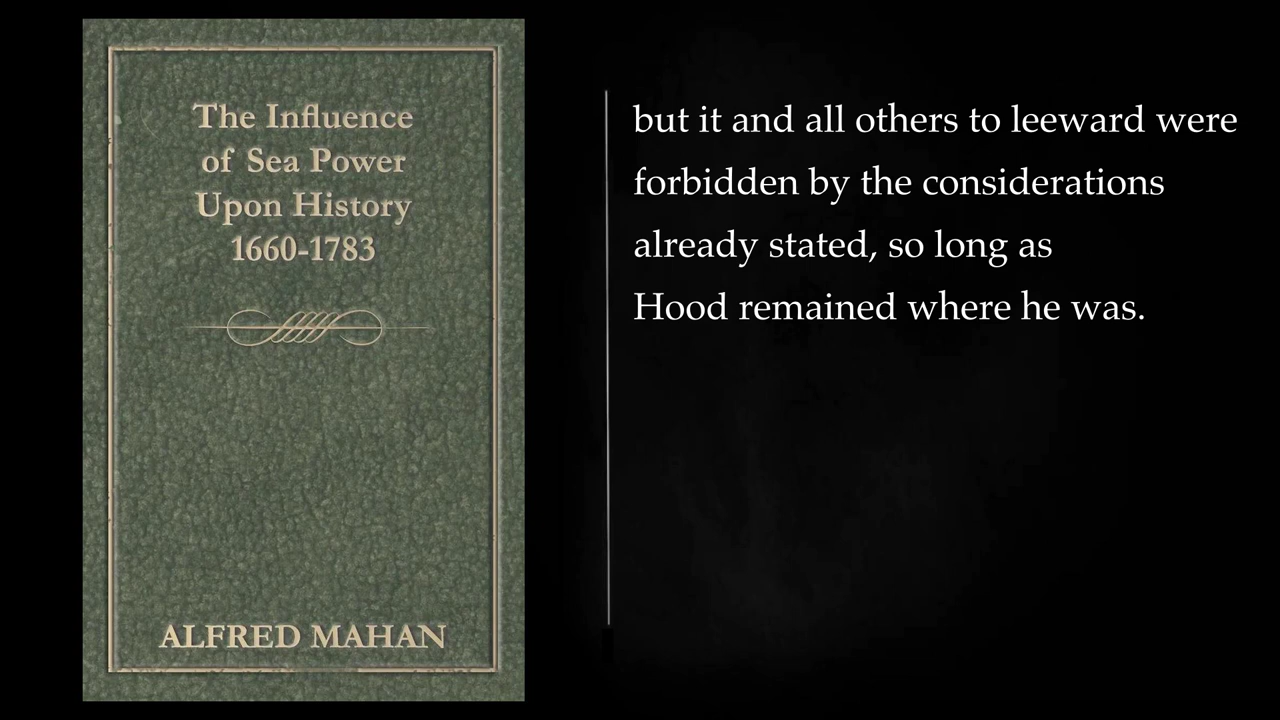 The Influence
of Sea Power
Upon History
1660-1783
ALFRED MAHAN
but it and all others to leeward were
forbidden by the considerations
already stated, so long as
Hood remained where he was.